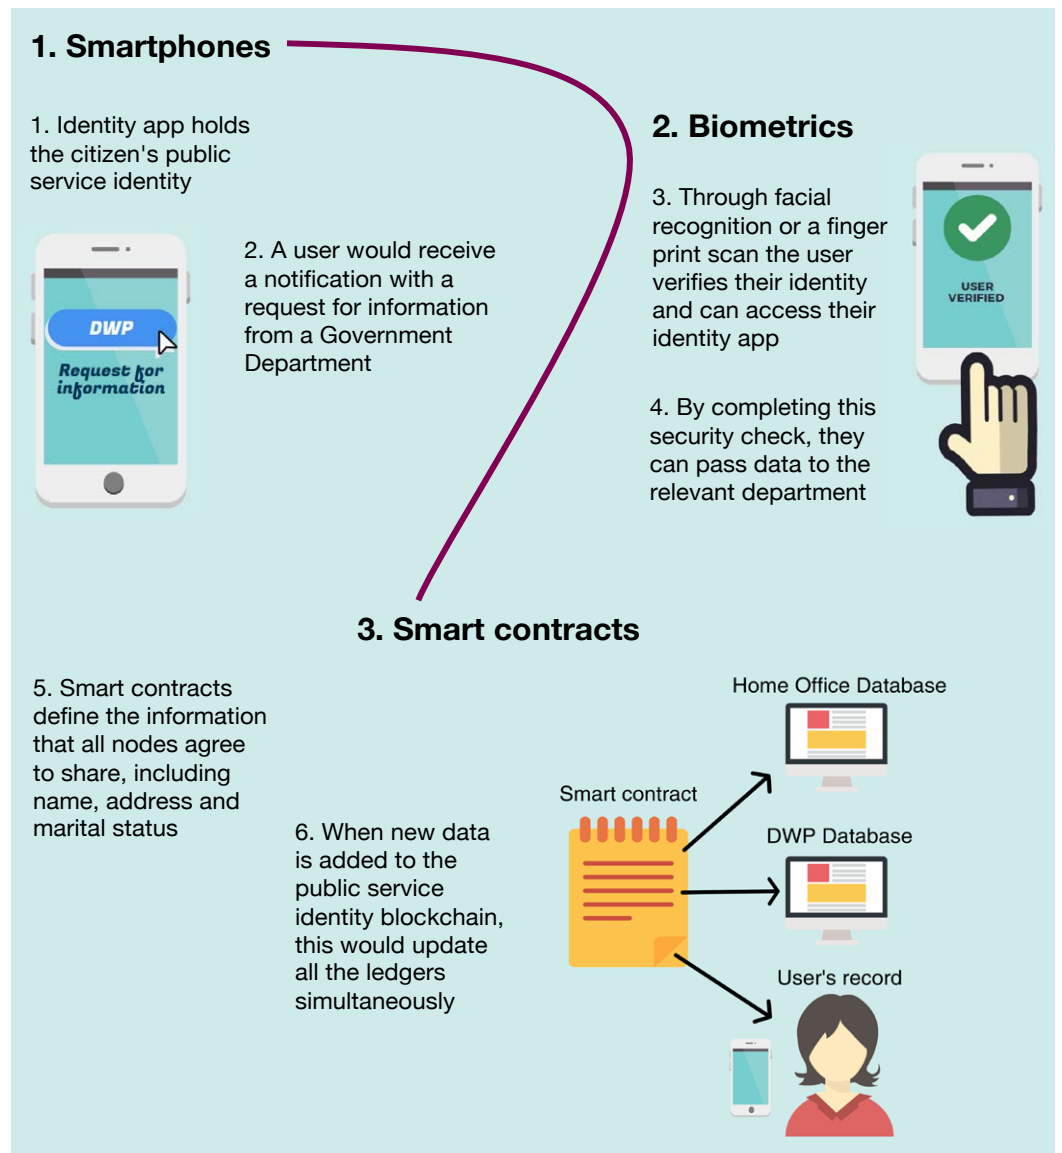 1. Smartphones
1. Identity app holds
the citizen's public
service identity
DWP
Request for
information
2. A user would receive
a notification with a
request for information
from a Government
Department
2. Biometrics
3. Through facial
recognition or a finger
print scan the user
verifies their identity
and can access their
identity app
USER
VERIFIED
4. By completing this
security check, they
can pass data to the
relevant department
3. Smart contracts
5. Smart contracts
define the information
that all nodes agree
to share, including
name, address and
marital status
6. When new data
is added to the
public service
identity blockchain,
this would update
all the ledgers
simultaneously
Smart contract
Home Office Database
DWP Database
User's record